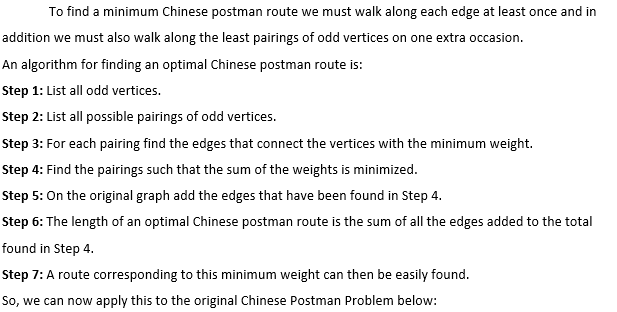 To find a minimum Chinese postman route we must walk along each edge at least once and in
addition we must also walk along the least pairings of odd vertices on one extra occasion.
An algorithm for finding an optimal Chinese postman route is:
Step 1: List all odd vertices.
Step 2: List all possible pairings of odd vertices.
Step 3: For each pairing find the edges that connect the vertices with the minimum weight.
Step 4: Find the pairings such that the sum of the weights is minimized.
Step 5: On the original graph add the edges that have been found in Step 4.
Step 6: The length of an optimal Chinese postman route is the sum of all the edges added to the total
found in Step 4.
Step 7: A route corresponding to this minimum weight can then be easily found.
So, we can now apply this to the original Chinese Postman Problem below: